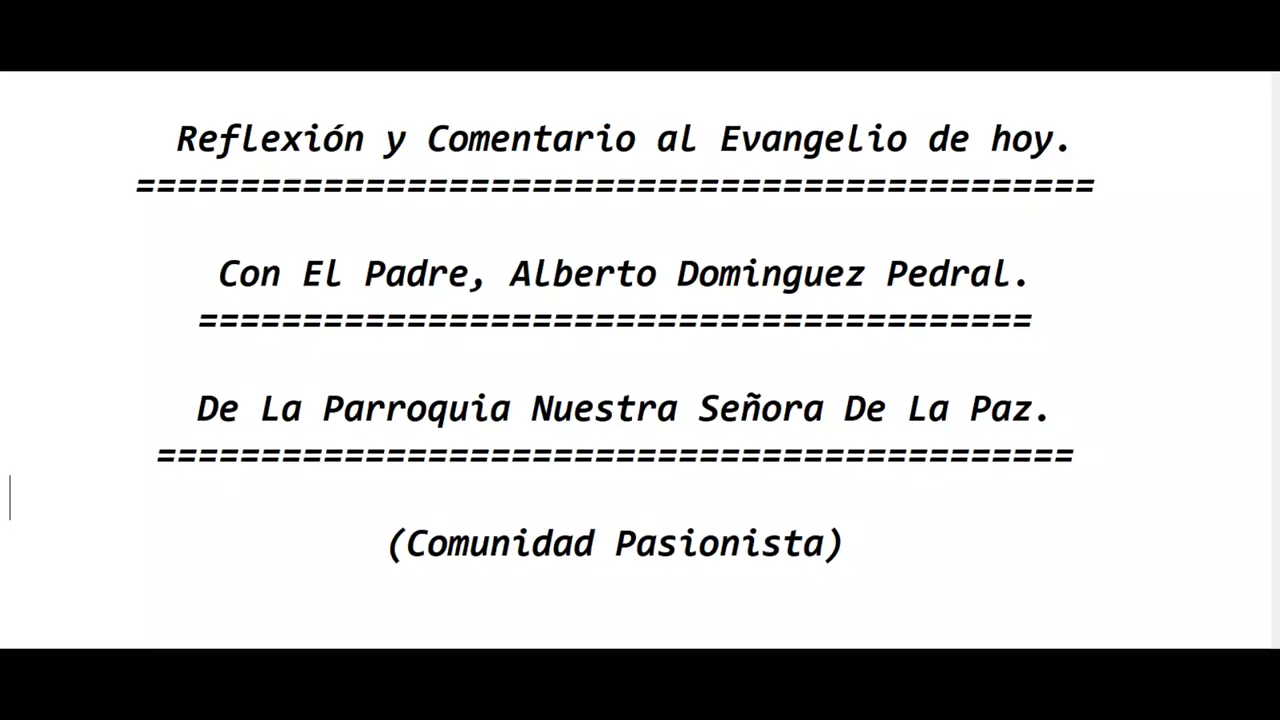 Reflexión y Comentario al Evangelio de hoy.
==============================================
Con El Padre, Alberto Dominguez Pedral.
========================================
De La Parroquia Nuestra Señora De La Paz.
============================================
(Comunidad Pasionista)